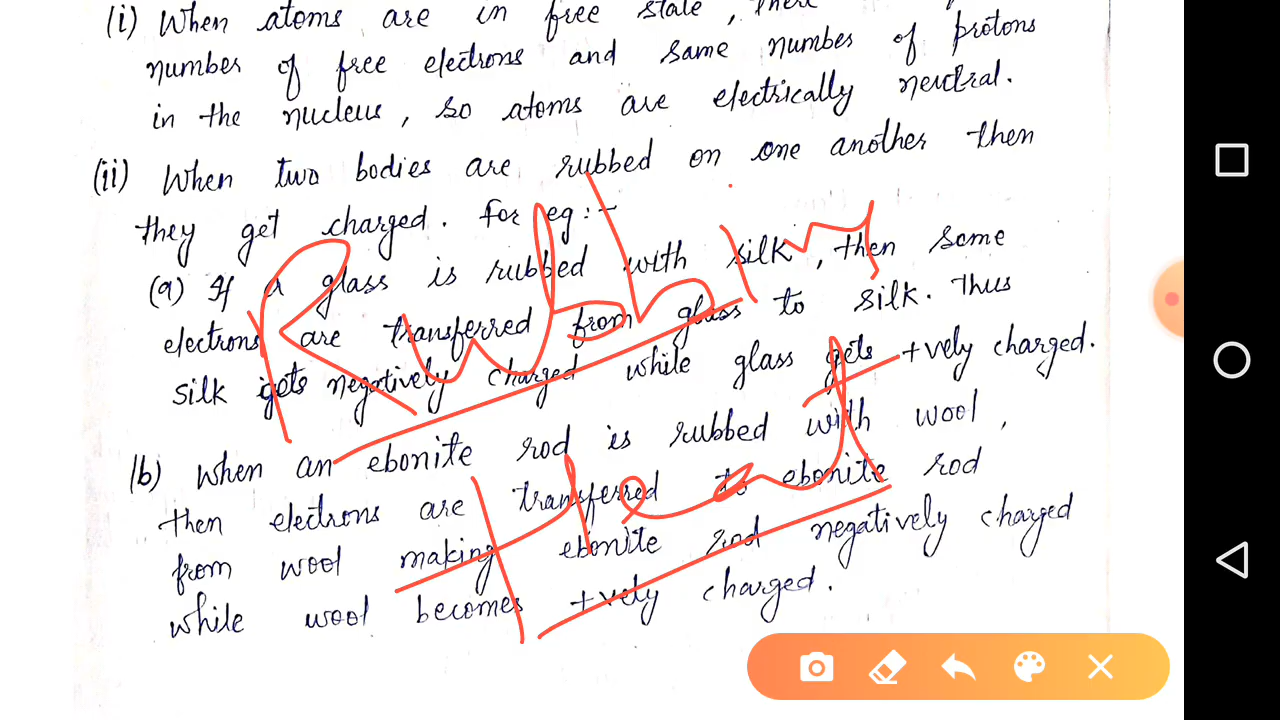 (i) When atoms are in free state, there
number of free electrons and same number of protons
in the nucleus, so atoms are electrically neutral.
(ii) When two bodies are rubbed on one another then
they get charged. for eg :-
(a) If a glass is rubbed with silk, then some
electrons are transferred from glass to silk. Thus
silk gets negatively charged while glass gets +vely charged.
(b) When an ebonite rod is rubbed with wool,
then electrons are transferred to ebonite rod
from wool making ebonite rod negatively charged
while wool becomes +vely charged.
Rubbing
Heat